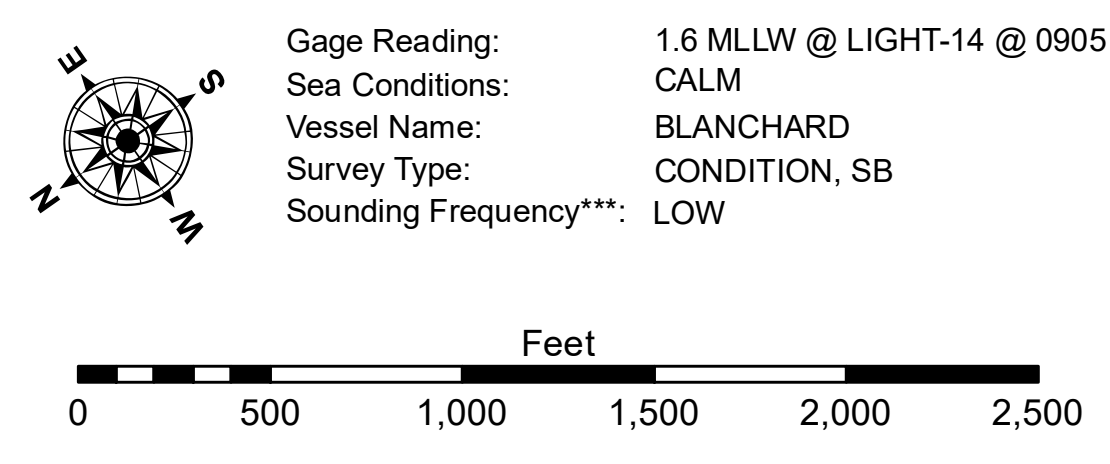 E
S
N
W
Gage Reading: 1.6 MLLW @ LIGHT-14 @ 0905
Sea Conditions: CALM
Vessel Name: BLANCHARD
Survey Type: CONDITION, SB
Sounding Frequency***: LOW
Feet
0 500 1,000 1,500 2,000 2,500